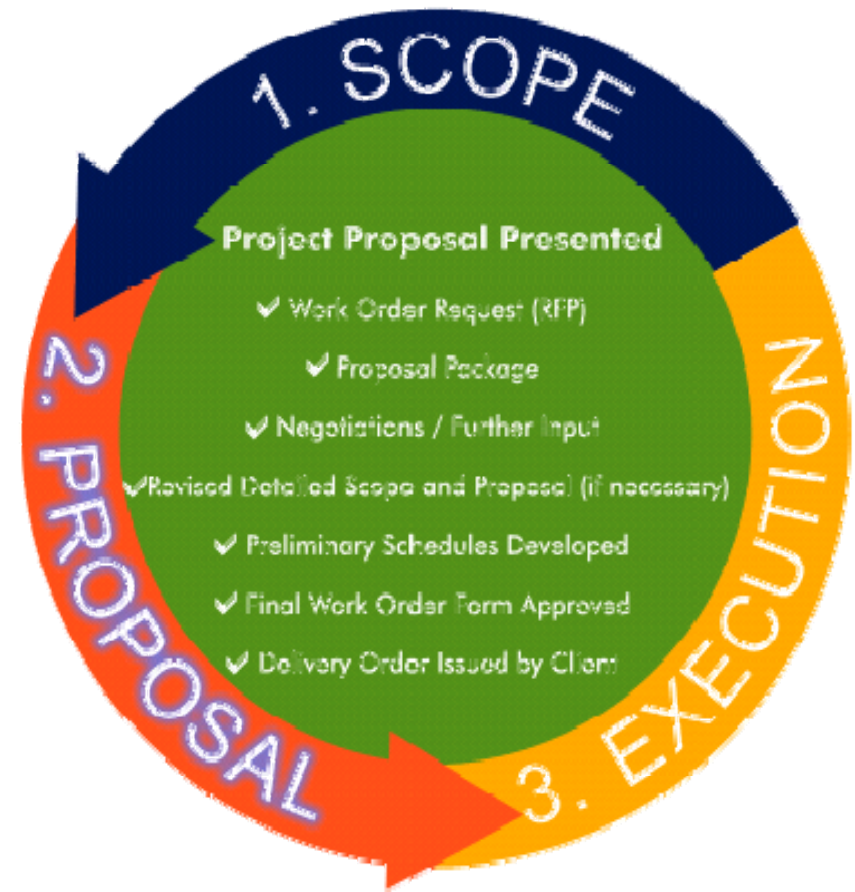 1. SCOPE
2. PROPOSAL
3. EXECUTION
Project Proposal Presented
✔ Work Order Request (RFP)
✔ Proposal Package
✔ Negotiations / Further Input
✔Revised Detailed Scope and Proposal (if necessary)
✔ Preliminary Schedules Developed
✔ Final Work Order Form Approved
✔ Delivery Order Issued by Client